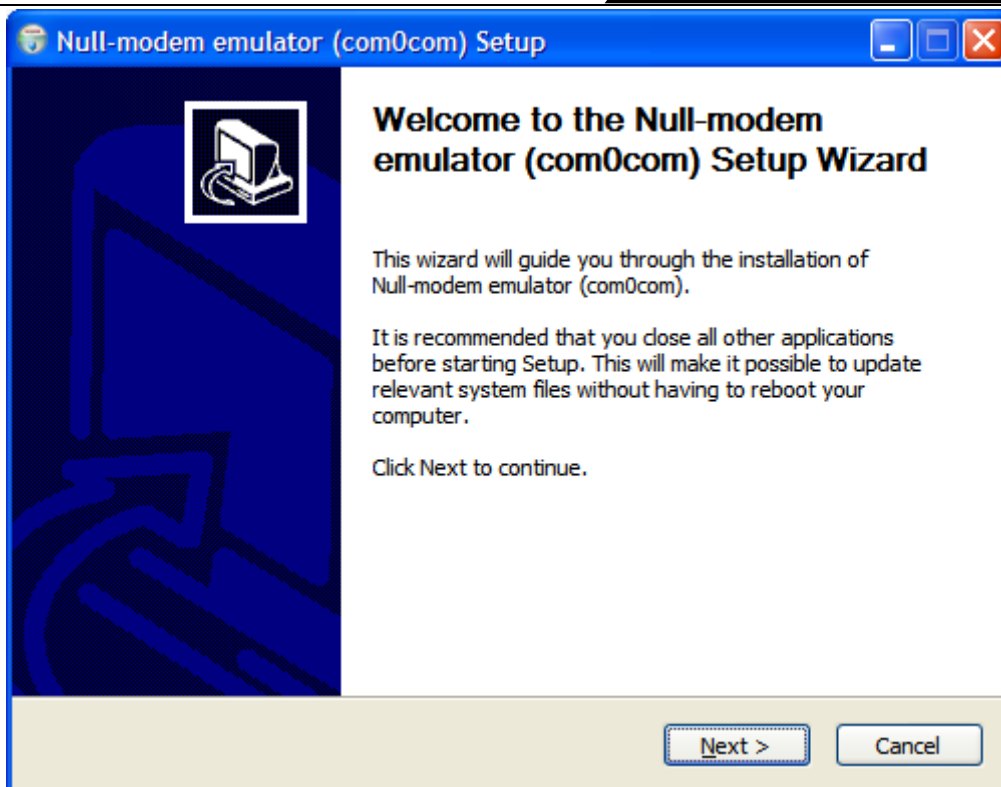 Null-modem emulator (com0com) Setup
Welcome to the Null-modem
emulator (com0com) Setup Wizard
This wizard will guide you through the installation of
Null-modem emulator (com0com).
It is recommended that you close all other applications
before starting Setup. This will make it possible to update
relevant system files without having to reboot your
computer.
Click Next to continue.
Next >
Cancel